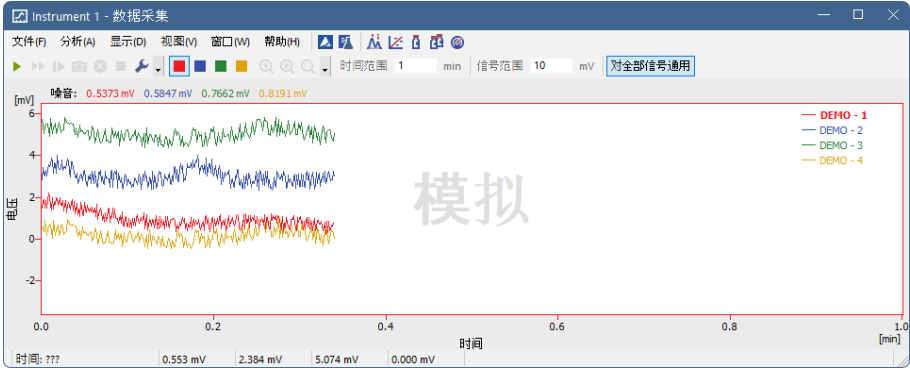 Instrument 1 - 数据采集
文件(F) 分析(A) 显示(D) 视图(V) 窗口(W) 帮助(H)
时间范围 1 min 信号范围 10 mV 对全部信号通用
噪音: 0.5373 mV 0.5847 mV 0.7662 mV 0.8191 mV
[mV]
6
4
2
0
-2
电压
DEMO - 1
DEMO - 2
DEMO - 3
DEMO - 4
模拟
0.0 0.2 0.4 0.6 0.8 1.0
时间
[min]
时间: ??? 0.553 mV 2.384 mV 5.074 mV 0.000 mV